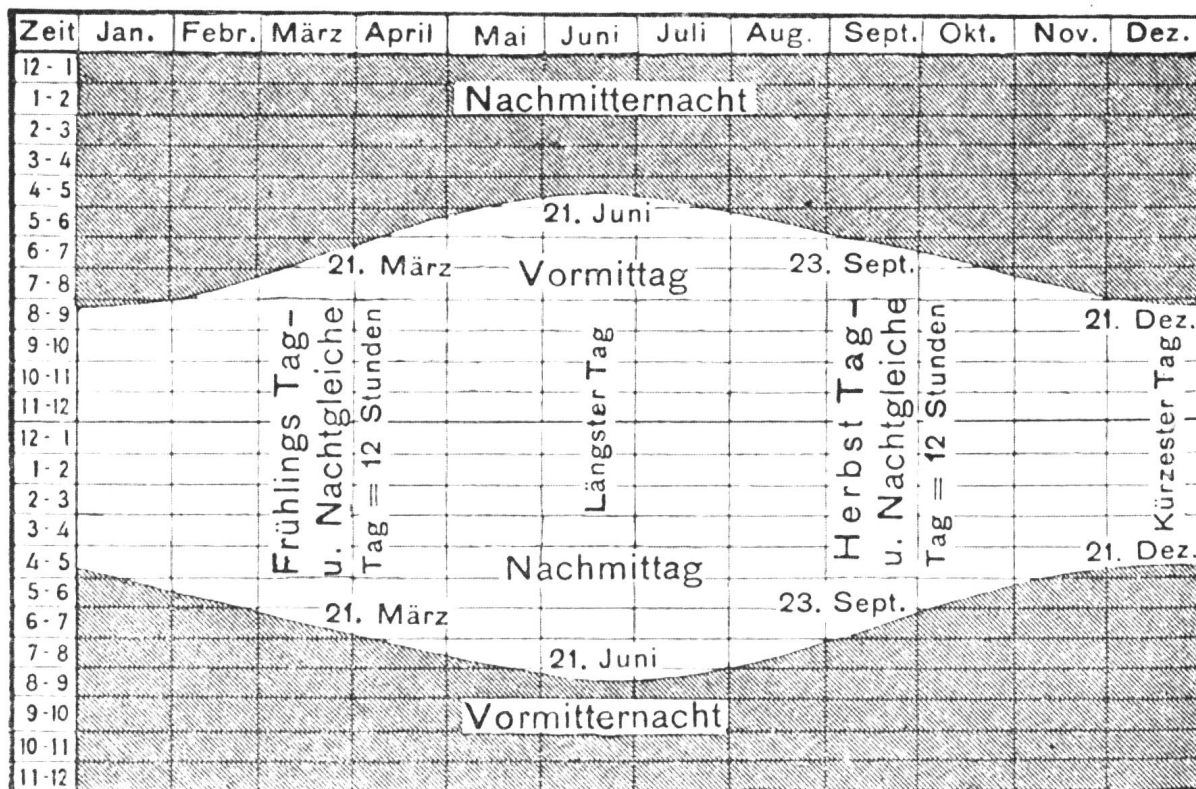 Zeit Jan. Febr. März April Mai Juni Juli Aug. Sept. Okt. Nov. Dez.
12 - 1
1 - 2
2 - 3
3 - 4
4 - 5
5 - 6
6 - 7
7 - 8
8 - 9
9 - 10
10 - 11
11 - 12
12 - 1
1 - 2
2 - 3
3 - 4
4 - 5
5 - 6
6 - 7
7 - 8
8 - 9
9 - 10
10 - 11
11 - 12
Nachmitternacht
21. Juni
21. März
Vormittag
23. Sept.
21. Dez.
Frühlings Tag-
u. Nachtgleiche
Tag = 12 Stunden
Längster Tag
Herbst Tag-
u. Nachtgleiche
Tag = 12 Stunden
Kürzester Tag
21. Dez.
Nachmittag
21. März
23. Sept.
21. Juni
Vormitternacht